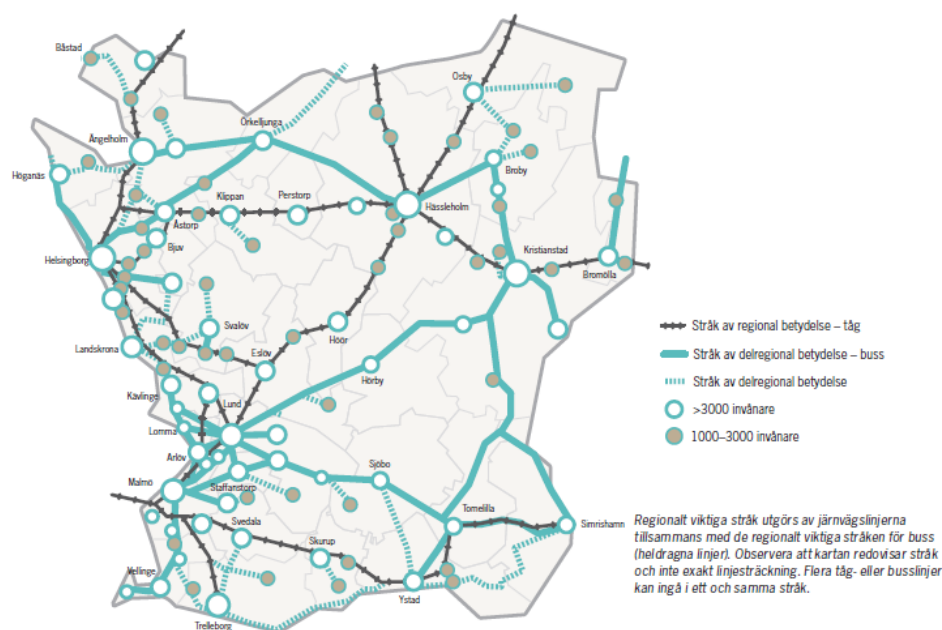 Båstad
Osby
Örkelljunga
Ängelholm
Broby
Höganäs
Klippan
Perstorp
Hässleholm
Åstorp
Bjuv
Kristianstad
Helsingborg
Bromölla
Svalöv
Höör
Landskrona
Eslöv
Hörby
Kävlinge
Lund
Lomma
Arlöv
Sjöbo
Malmö
Staffanstorp
Tomelilla
Svedala
Simrishamn
Skurup
Vellinge
Ystad
Trelleborg
Stråk av regional betydelse – tåg
Stråk av delregional betydelse – buss
Stråk av delregional betydelse
>3000 invånare
1000–3000 invånare
Regionalt viktiga stråk utgörs av järnvägslinjerna
tillsammans med de regionalt viktiga stråken för buss
(heldragna linjer). Observera att kartan redovisar stråk
och inte exakt linjesträckning. Flera tåg- eller busslinjer
kan ingå i ett och samma stråk.